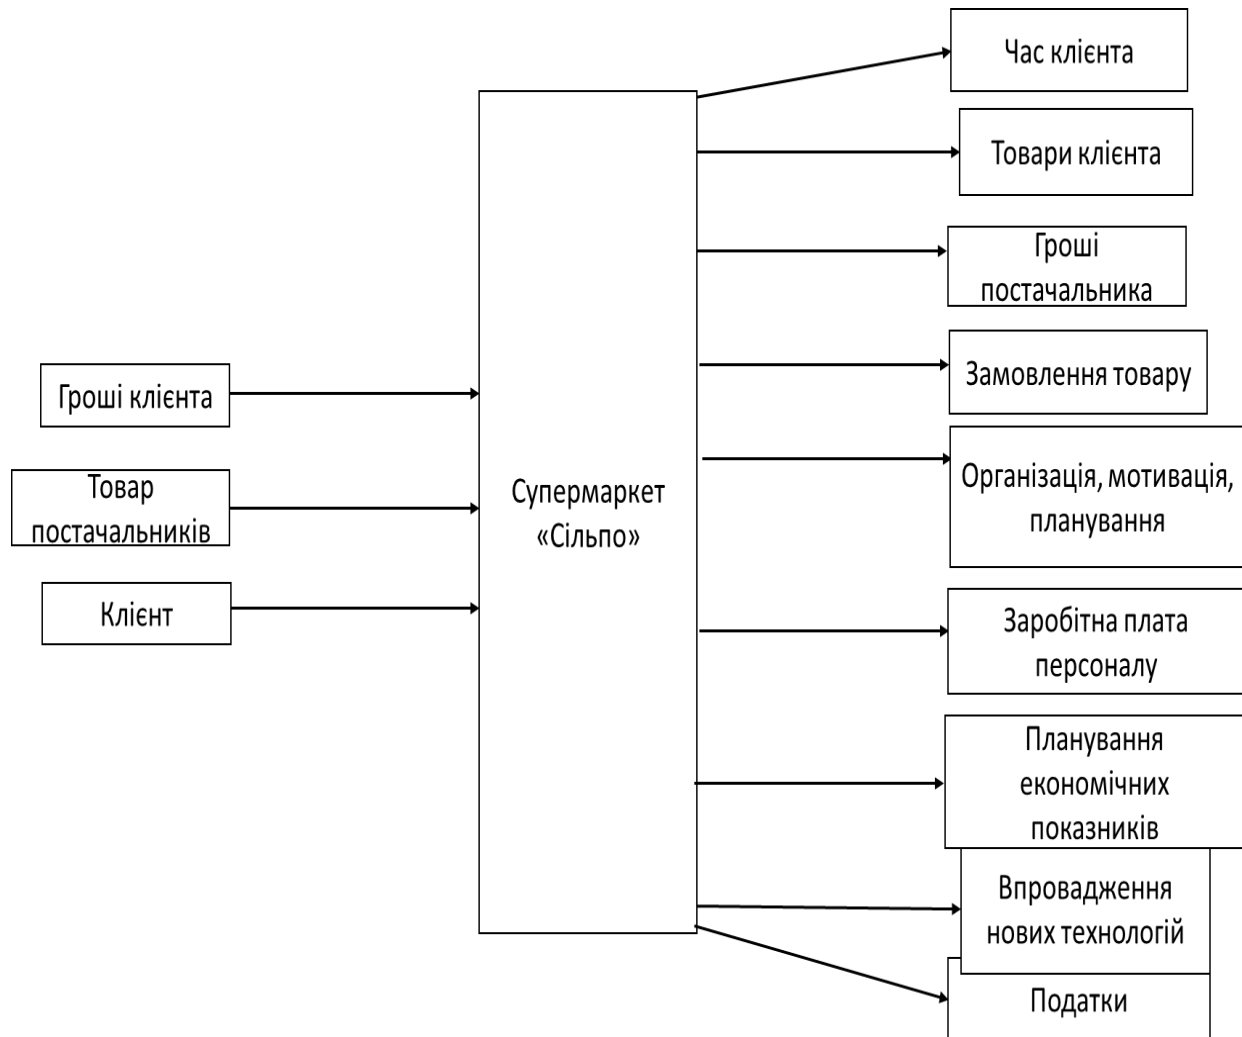 Гроші клієнта
Товар
постачальників
Клієнт
Супермаркет
«Сільпо»
Час клієнта
Товари клієнта
Гроші
постачальника
Замовлення товару
Організація, мотивація,
планування
Заробітна плата
персоналу
Планування
економічних
показників
Впровадження
нових технологій
Податки